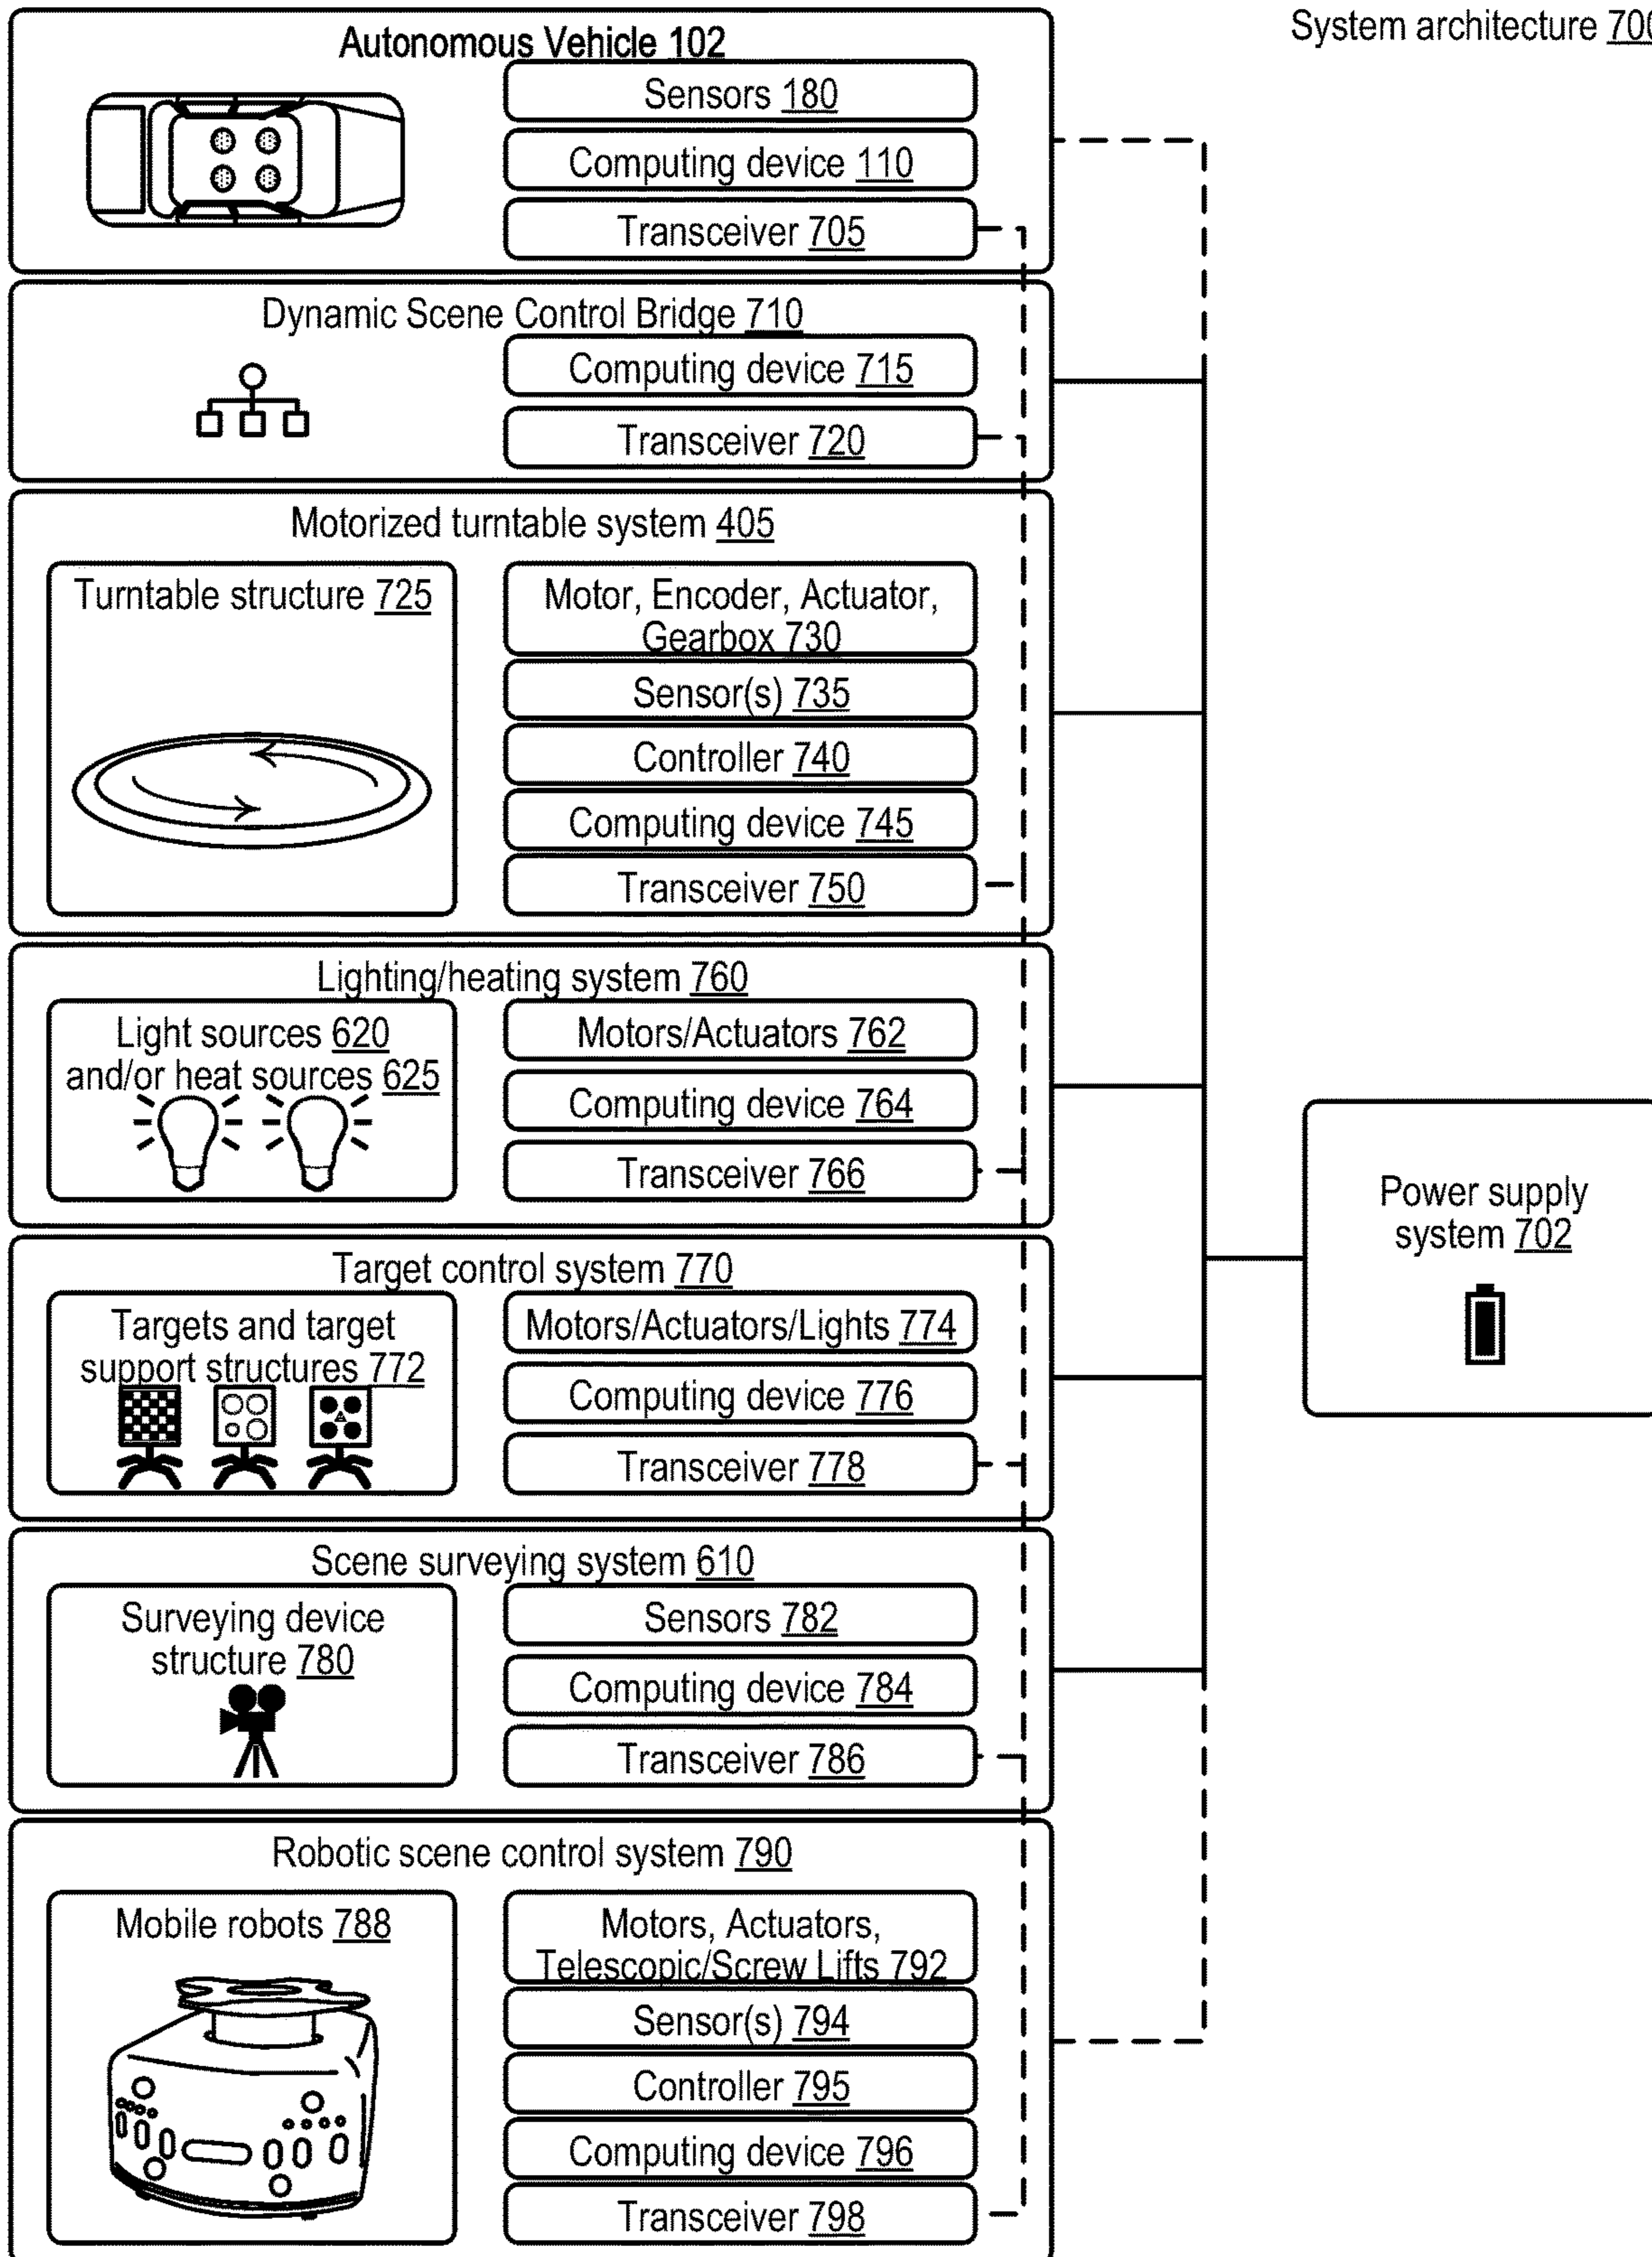 System architecture 700
Autonomous Vehicle 102
Sensors 180
Computing device 110
Transceiver 705
Dynamic Scene Control Bridge 710
Computing device 715
Transceiver 720
Motorized turntable system 405
Turntable structure 725
Motor, Encoder, Actuator,
Gearbox 730
Sensor(s) 735
Controller 740
Computing device 745
Transceiver 750
Lighting/heating system 760
Light sources 620
and/or heat sources 625
Motors/Actuators 762
Computing device 764
Transceiver 766
Target control system 770
Targets and target
support structures 772
Motors/Actuators/Lights 774
Computing device 776
Transceiver 778
Scene surveying system 610
Surveying device
structure 780
Sensors 782
Computing device 784
Transceiver 786
Robotic scene control system 790
Mobile robots 788
Motors, Actuators,
Telescopic/Screw Lifts 792
Sensor(s) 794
Controller 795
Computing device 796
Transceiver 798
Power supply
system 702